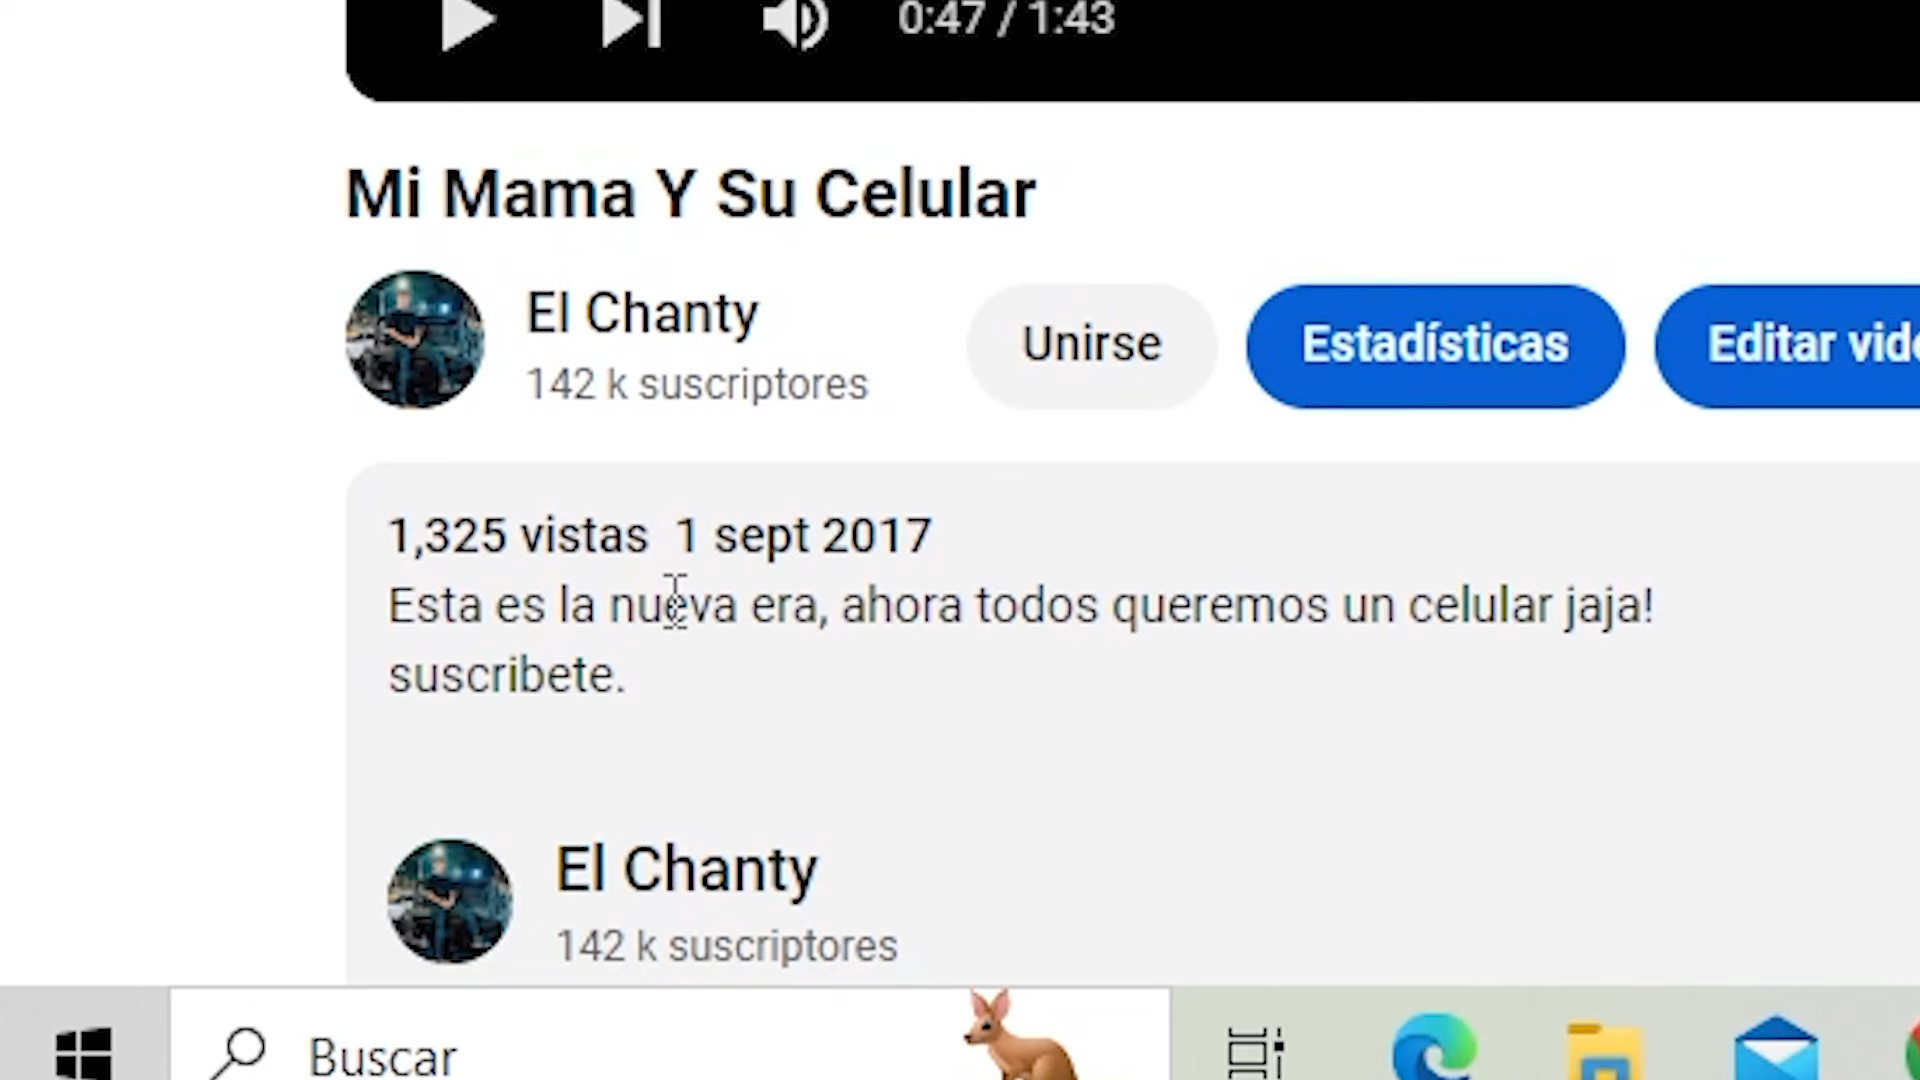 0:47 / 1:43
Mi Mama Y Su Celular
El Chanty
142 k suscriptores
Unirse
Estadísticas
Editar vid
1,325 vistas 1 sept 2017
Esta es la nueva era, ahora todos queremos un celular jaja!
suscribete.
El Chanty
142 k suscriptores
Buscar